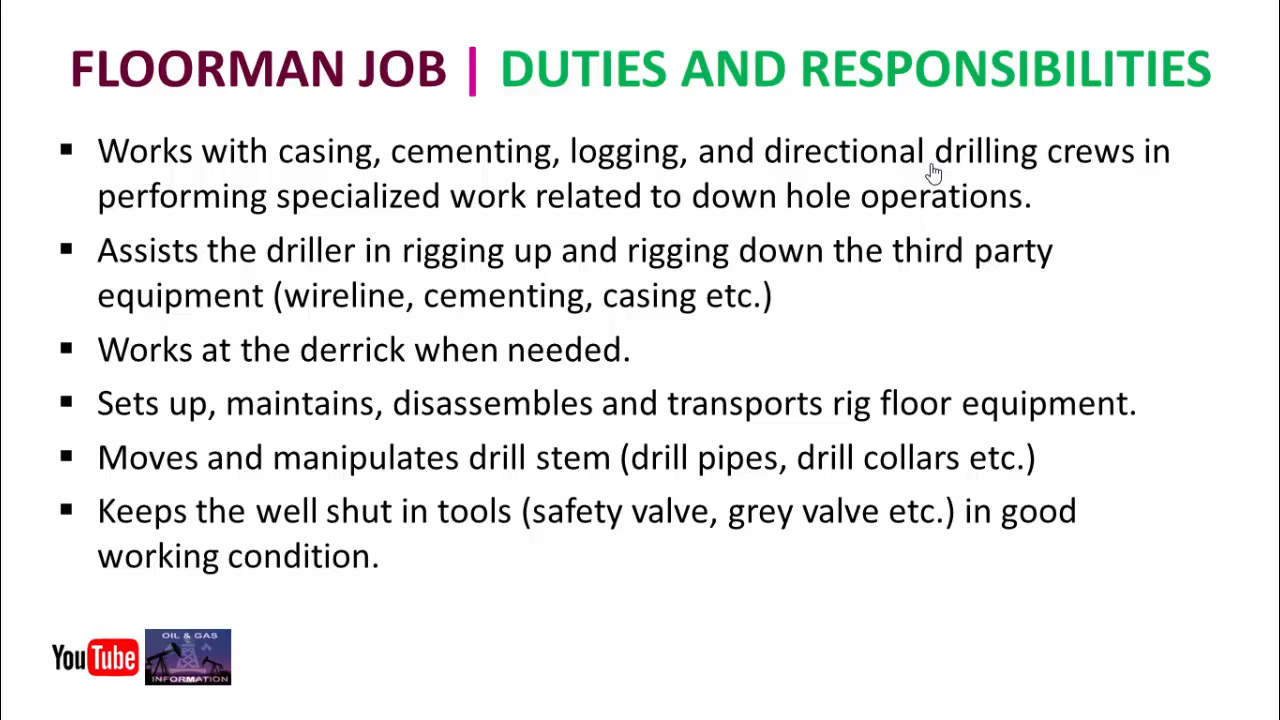 FLOORMAN JOB | DUTIES AND RESPONSIBILITIES
▪ Works with casing, cementing, logging, and directional drilling crews in
performing specialized work related to down hole operations.
▪ Assists the driller in rigging up and rigging down the third party
equipment (wireline, cementing, casing etc.)
▪ Works at the derrick when needed.
▪ Sets up, maintains, disassembles and transports rig floor equipment.
▪ Moves and manipulates drill stem (drill pipes, drill collars etc.)
▪ Keeps the well shut in tools (safety valve, grey valve etc.) in good
working condition.
YouTube
OIL & GAS
INFORMATION